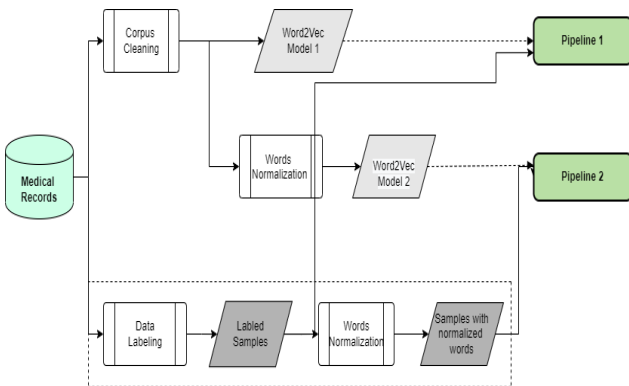 Corpus
Cleaning
Word2Vec
Model 1
Pipeline 1
Words
Normalization
Word2Vec
Model 2
Pipeline 2
Medical
Records
Data
Labeling
Labled
Samples
Words
Normalization
Samples with
normalized
words